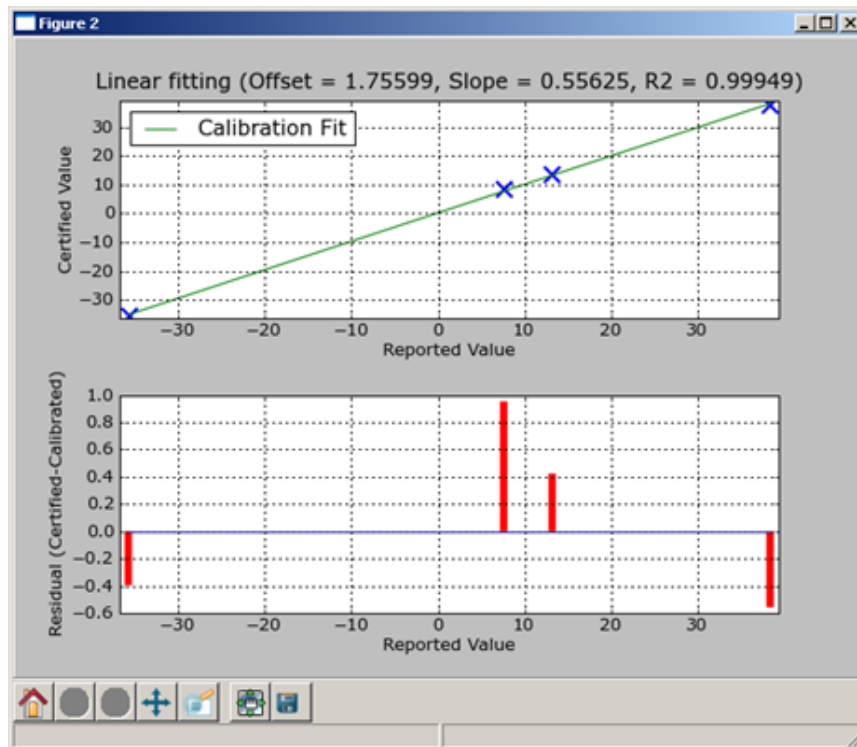 Figure 2
Linear fitting (Offset = 1.75599, Slope = 0.55625, R2 = 0.99949)
Calibration Fit
Certified Value
30
20
10
0
−10
−20
−30
−30 −20 −10 0 10 20 30
Reported Value
Residual (Certified-Calibrated)
1.0
0.8
0.6
0.4
0.2
0.0
−0.2
−0.4
−0.6
−30 −20 −10 0 10 20 30
Reported Value